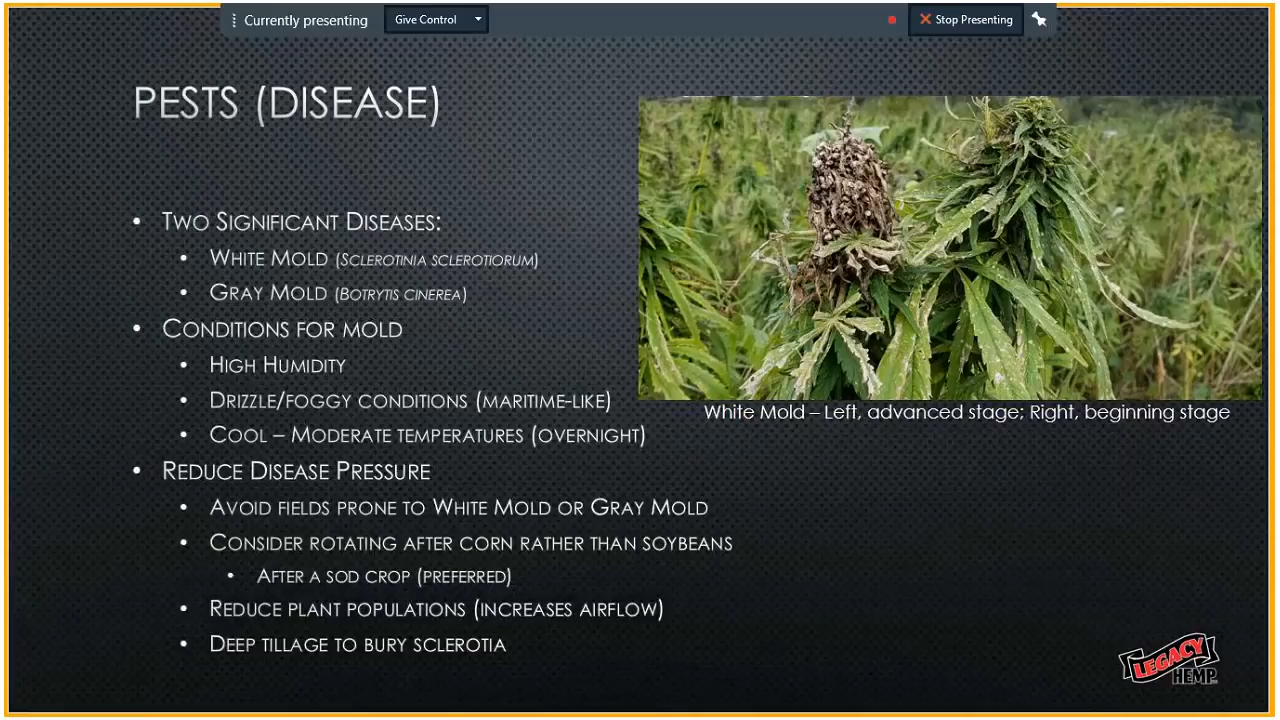 Currently presenting
Give Control
Stop Presenting
PESTS (DISEASE)
• TWO SIGNIFICANT DISEASES:
• WHITE MOLD (SCLEROTINIA SCLEROTIORUM)
• GRAY MOLD (BOTRYTIS CINEREA)
• CONDITIONS FOR MOLD
• HIGH HUMIDITY
• DRIZZLE/FOGGY CONDITIONS (MARITIME-LIKE)
• COOL – MODERATE TEMPERATURES (OVERNIGHT)
• REDUCE DISEASE PRESSURE
• AVOID FIELDS PRONE TO WHITE MOLD OR GRAY MOLD
• CONSIDER ROTATING AFTER CORN RATHER THAN SOYBEANS
• AFTER A SOD CROP (PREFERRED)
• REDUCE PLANT POPULATIONS (INCREASES AIRFLOW)
• DEEP TILLAGE TO BURY SCLEROTIA
White Mold – Left, advanced stage; Right, beginning stage
LEGACY
HEMP